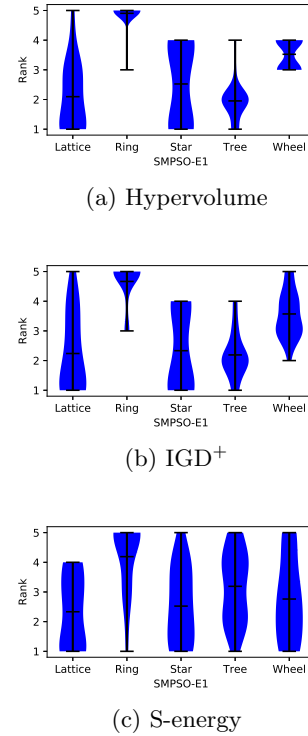 5
4
3
2
1
Rank
Lattice Ring Star Tree Wheel
SMPSO-E1
(a) Hypervolume
5
4
3
2
1
Rank
Lattice Ring Star Tree Wheel
SMPSO-E1
(b) IGD+
5
4
3
2
1
Rank
Lattice Ring Star Tree Wheel
SMPSO-E1
(c) S-energy